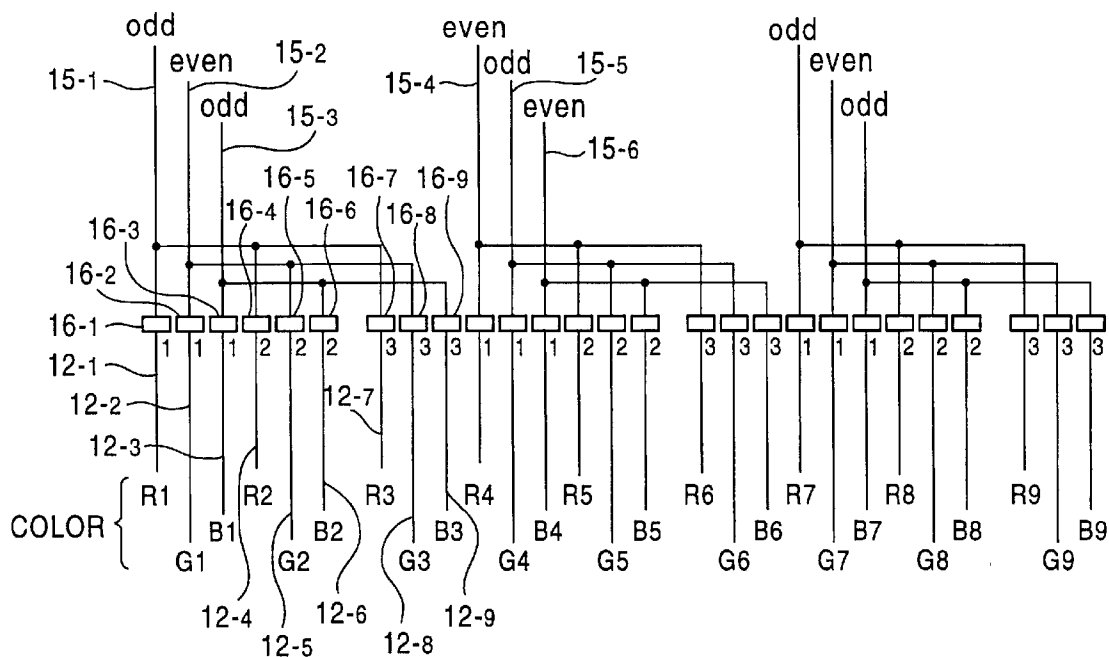 odd even odd
even 15-2 odd 15-5 even
15-1 15-4
odd even odd
15-3
15-6
16-5 16-7 16-9
16-4 16-6 16-8
16-3
16-2
16-1
1 1 1 2 2 2 3 3 3 1 1 1 2 2 2 3 3 3 1 1 1 2 2 2 3 3 3
12-1
12-7
12-2
12-3
R1 R2 R3 R4 R5 R6 R7 R8 R9
COLOR B1 B2 B3 B4 B5 B6 B7 B8 B9
G1 G2 G3 G4 G5 G6 G7 G8 G9
12-4 12-6 12-9
12-5 12-8